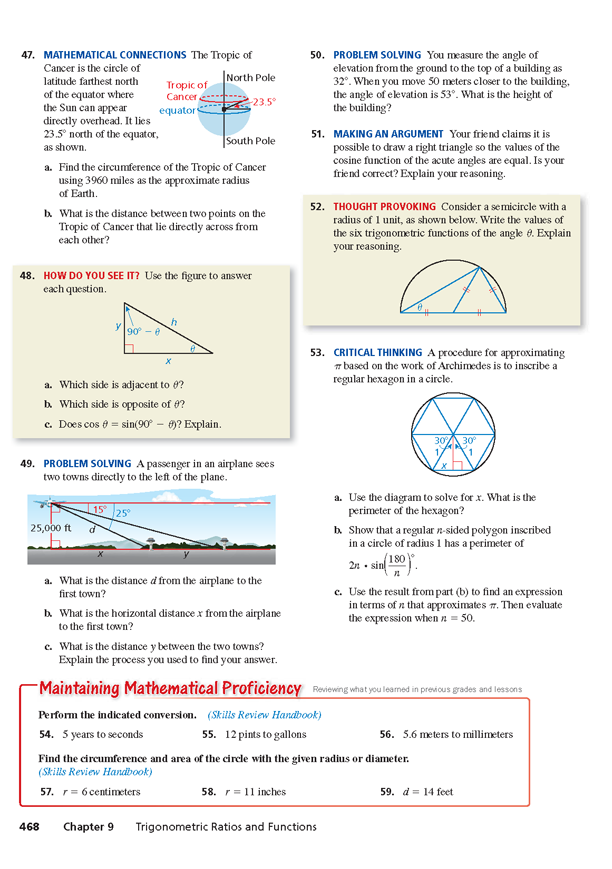 47. MATHEMATICAL CONNECTIONS The Tropic of
Cancer is the circle of
latitude farthest north
of the equator where
the Sun can appear
directly overhead. It lies
23.5° north of the equator,
as shown.
North Pole
Tropic of
Cancer
equator
23.5°
South Pole
a. Find the circumference of the Tropic of Cancer
using 3960 miles as the approximate radius
of Earth.
b. What is the distance between two points on the
Tropic of Cancer that lie directly across from
each other?
48. HOW DO YOU SEE IT? Use the figure to answer
each question.
y
90° − θ
h
θ
x
a. Which side is adjacent to θ?
b. Which side is opposite of θ?
c. Does cos θ = sin(90° − θ)? Explain.
49. PROBLEM SOLVING A passenger in an airplane sees
two towns directly to the left of the plane.
15°
25°
25,000 ft
d
x
y
a. What is the distance d from the airplane to the
first town?
b. What is the horizontal distance x from the airplane
to the first town?
c. What is the distance y between the two towns?
Explain the process you used to find your answer.
50. PROBLEM SOLVING You measure the angle of
elevation from the ground to the top of a building as
32°. When you move 50 meters closer to the building,
the angle of elevation is 53°. What is the height of
the building?
51. MAKING AN ARGUMENT Your friend claims it is
possible to draw a right triangle so the values of the
cosine function of the acute angles are equal. Is your
friend correct? Explain your reasoning.
52. THOUGHT PROVOKING Consider a semicircle with a
radius of 1 unit, as shown below. Write the values of
the six trigonometric functions of the angle θ. Explain
your reasoning.
θ
53. CRITICAL THINKING A procedure for approximating
π based on the work of Archimedes is to inscribe a
regular hexagon in a circle.
30°
30°
1
1
x
a. Use the diagram to solve for x. What is the
perimeter of the hexagon?
b. Show that a regular n-sided polygon inscribed
in a circle of radius 1 has a perimeter of
2n • sin(180/n)°.
c. Use the result from part (b) to find an expression
in terms of n that approximates π. Then evaluate
the expression when n = 50.
Maintaining Mathematical Proficiency
Reviewing what you learned in previous grades and lessons
Perform the indicated conversion. (Skills Review Handbook)
54. 5 years to seconds
55. 12 pints to gallons
56. 5.6 meters to millimeters
Find the circumference and area of the circle with the given radius or diameter.
(Skills Review Handbook)
57. r = 6 centimeters
58. r = 11 inches
59. d = 14 feet
468 Chapter 9 Trigonometric Ratios and Functions